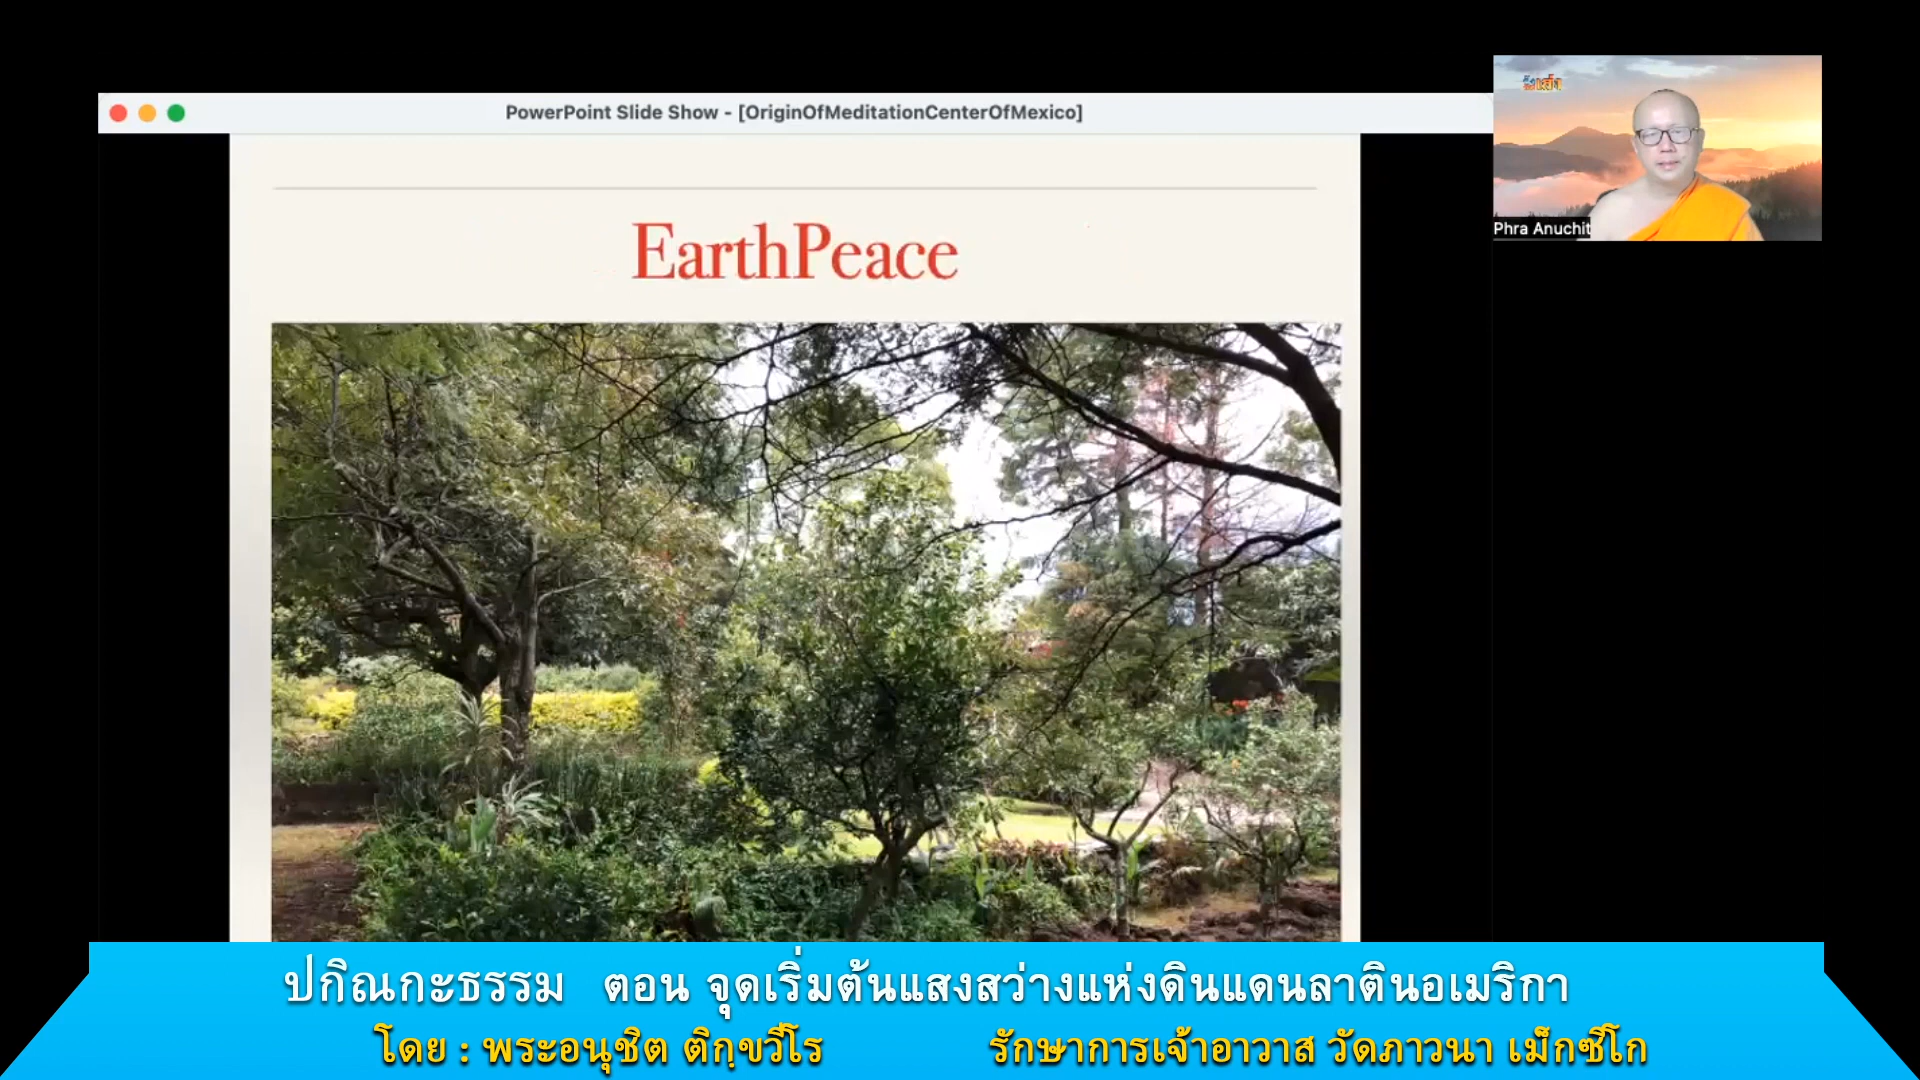 PowerPoint Slide Show - [OriginOfMeditationCenterOfMexico]
Phra Anuchit
EarthPeace
ปกิณกะธรรม ตอน จุดเริ่มต้นแสงสว่างแห่งดินแดนลาตินอเมริกา
โดย : พระอนุชิต ติกฺขวีโร รักษาการเจ้าอาวาส วัดภาวนา เม็กซิโก